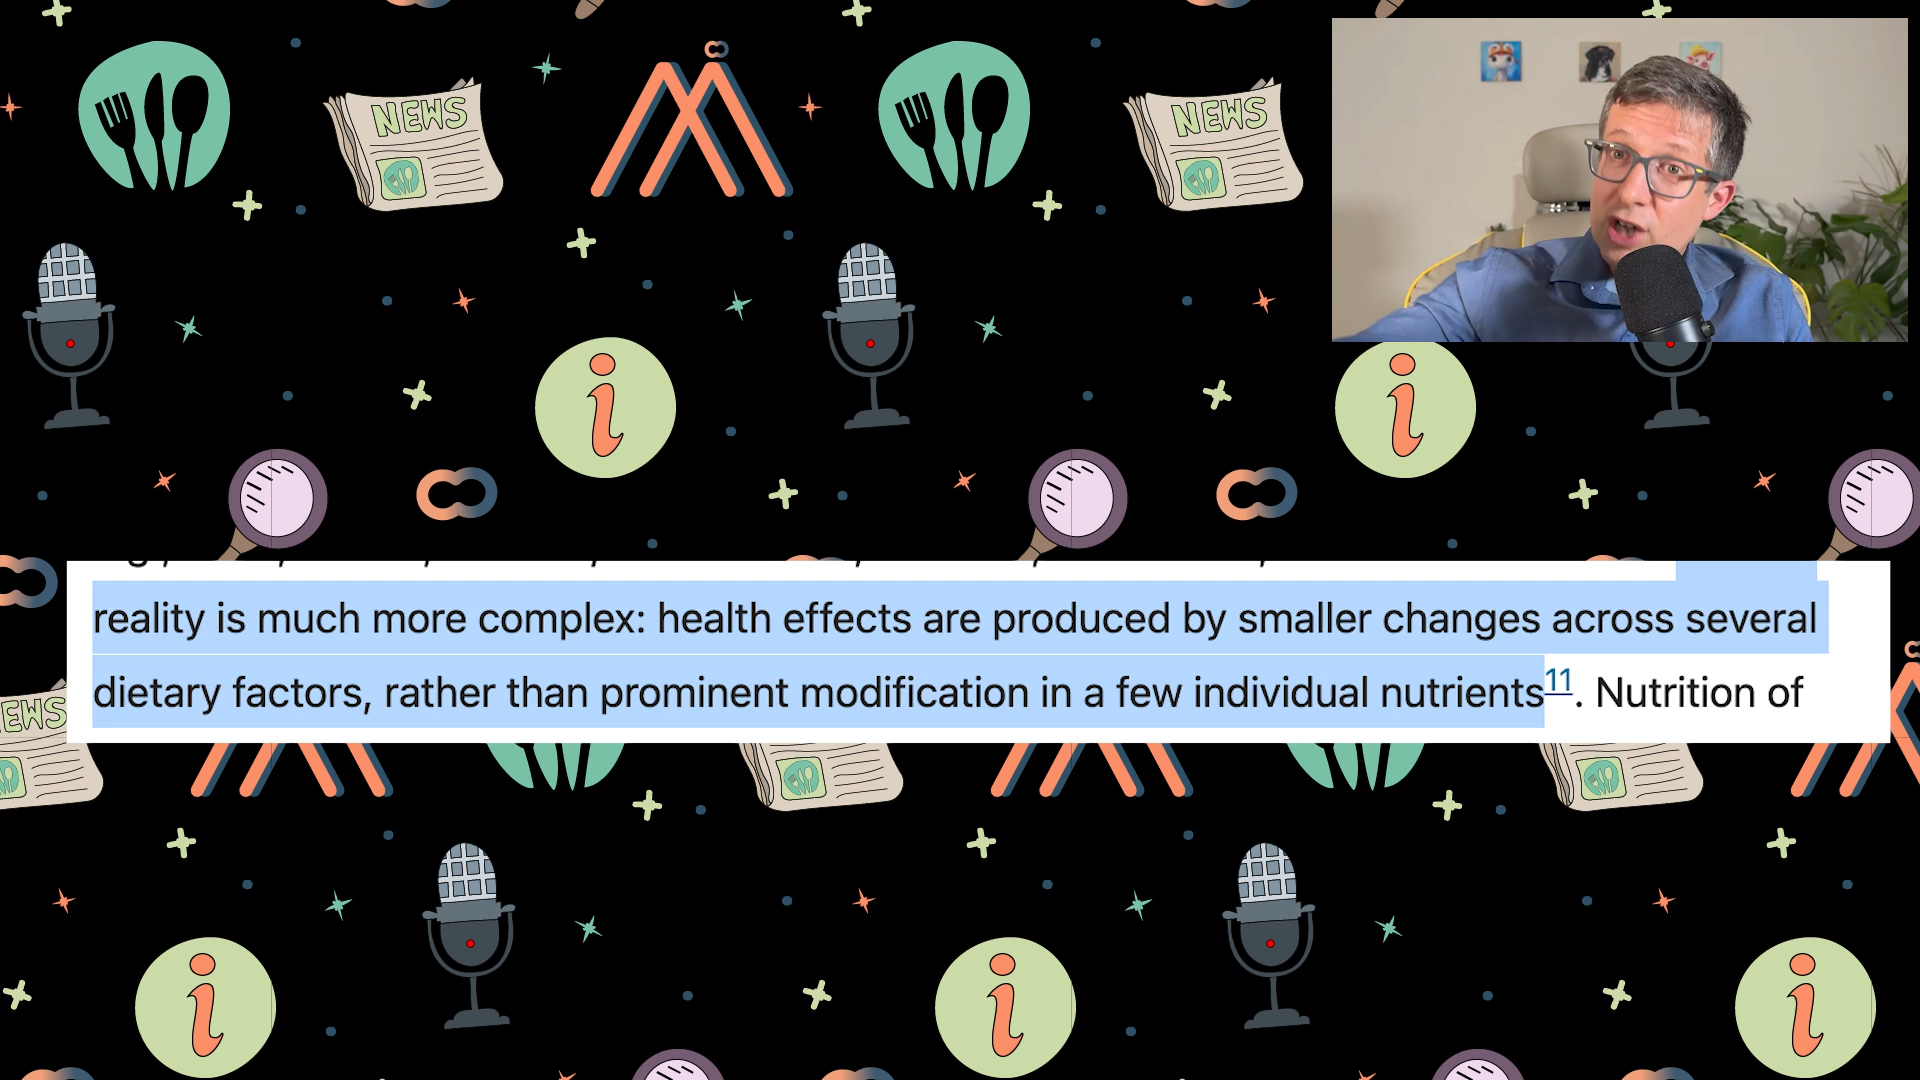 NEWS
NEWS
reality is much more complex: health effects are produced by smaller changes across several
dietary factors, rather than prominent modification in a few individual nutrients11. Nutrition of
EWS